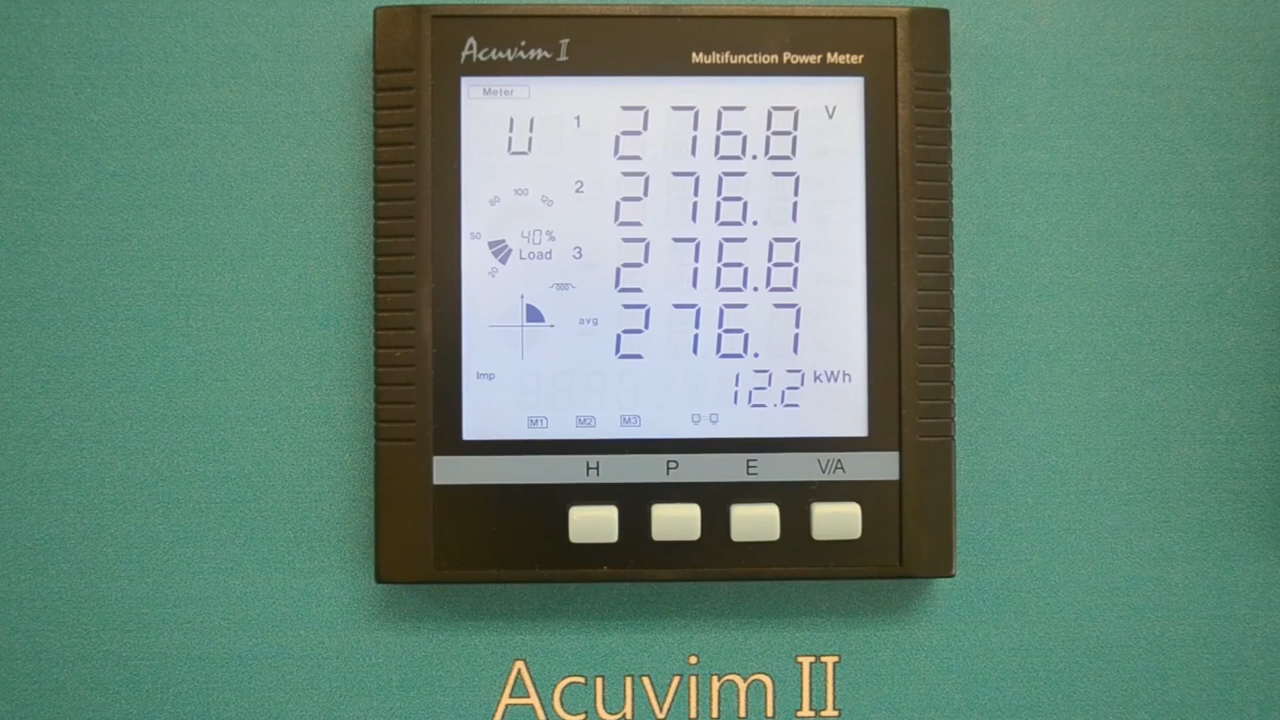 Acuvim II
Multifunction Power Meter
Meter
U 1 276.8 V
2 276.7
80 100 120
50 40%
Load 3 276.8
20
avg 276.7
Imp 12.2 kWh
M1 M2 M3
H P E V/A
Acuvim II